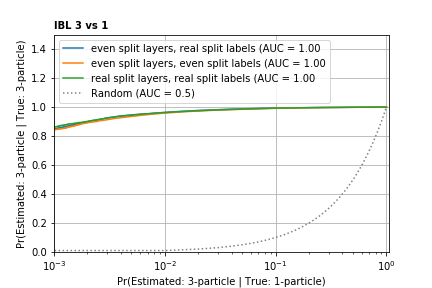 IBL 3 vs 1
Pr(Estimated: 3-particle | True: 3-particle)
1.4
1.2
1.0
0.8
0.6
0.4
0.2
0.0
even split layers, real split labels (AUC = 1.00
even split layers, even split labels (AUC = 1.00
real split layers, real split labels (AUC = 1.00
Random (AUC = 0.5)
10⁻³ 10⁻² 10⁻¹ 10⁰
Pr(Estimated: 3-particle | True: 1-particle)